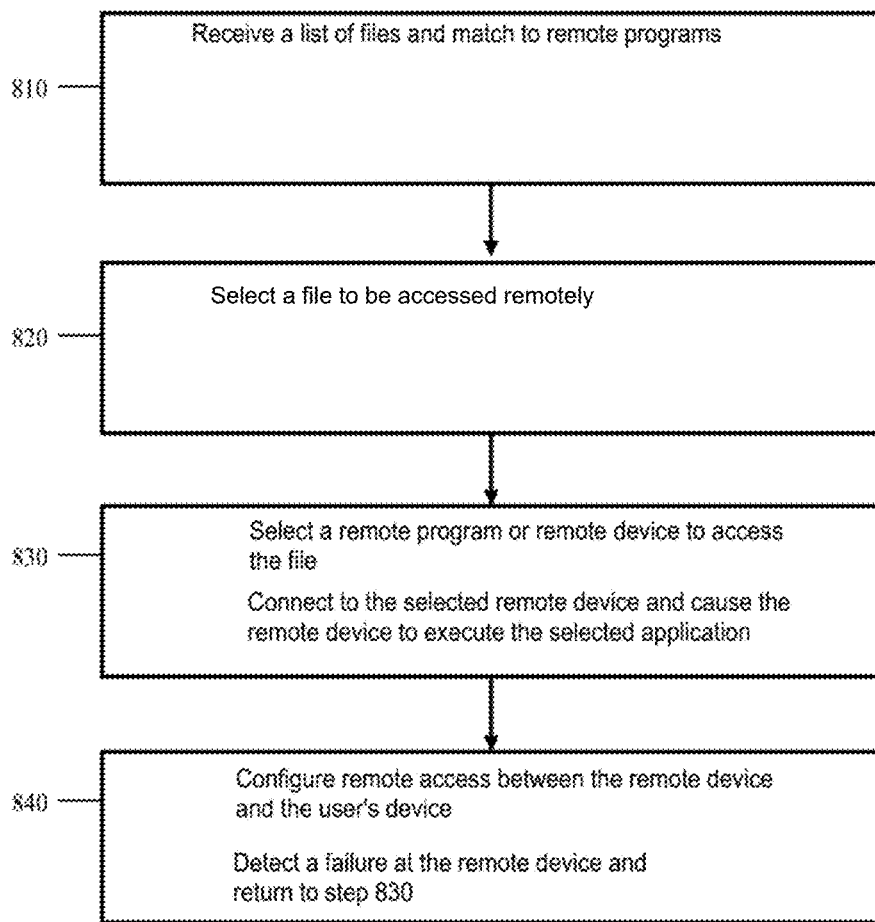 Receive a list of files and match to remote programs
810
Select a file to be accessed remotely
820
Select a remote program or remote device to access
the file
830
Connect to the selected remote device and cause the
remote device to execute the selected application
Configure remote access between the remote device
and the user's device
840
Detect a failure at the remote device and
return to step 830